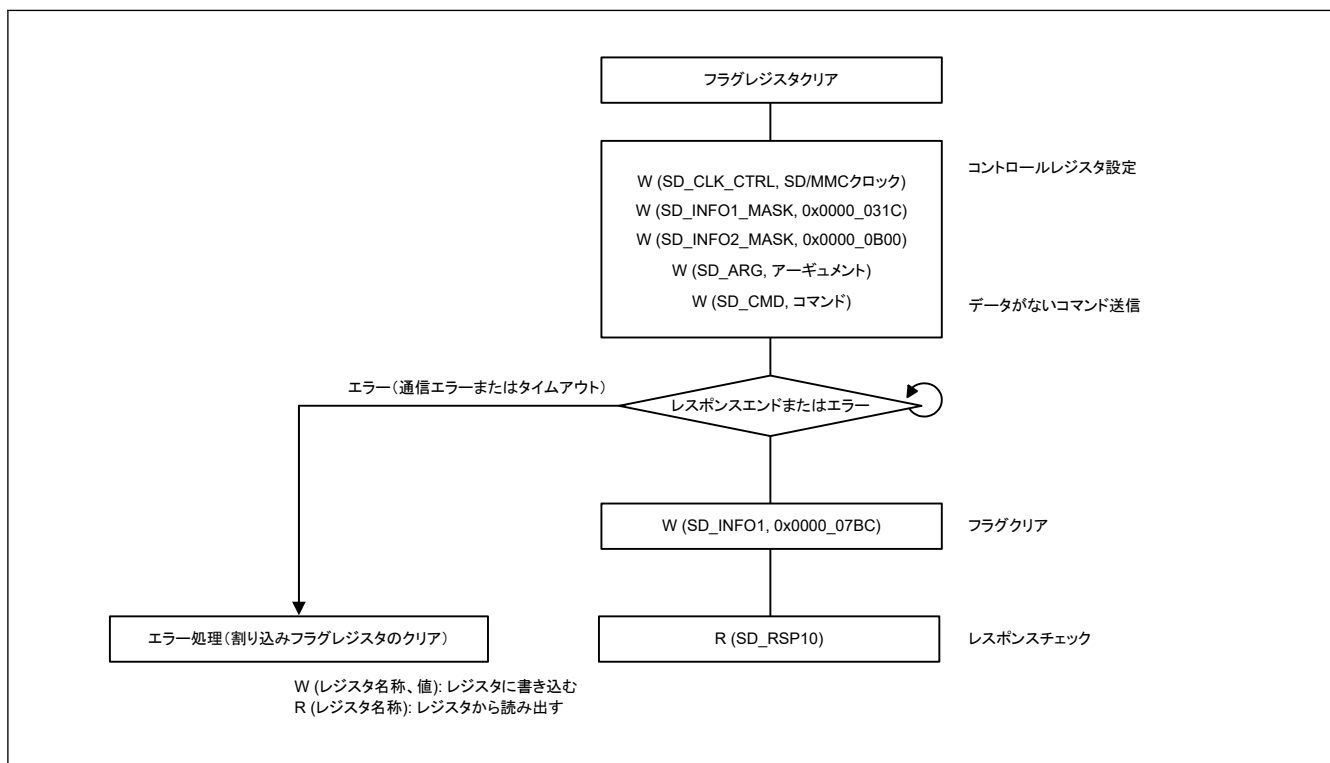 フラグレジスタクリア
W (SD_CLK_CTRL, SD/MMCクロック)
コントロールレジスタ設定
W (SD_INFO1_MASK, 0x0000_031C)
W (SD_INFO2_MASK, 0x0000_0B00)
W (SD_ARG, アーギュメント)
W (SD_CMD, コマンド)
データがないコマンド送信
エラー（通信エラーまたはタイムアウト）
レスポンスエンドまたはエラー
W (SD_INFO1, 0x0000_07BC)
フラグクリア
エラー処理（割り込みフラグレジスタのクリア）
R (SD_RSP10)
レスポンスチェック
W (レジスタ名称、値): レジスタに書き込む
R (レジスタ名称): レジスタから読み出す